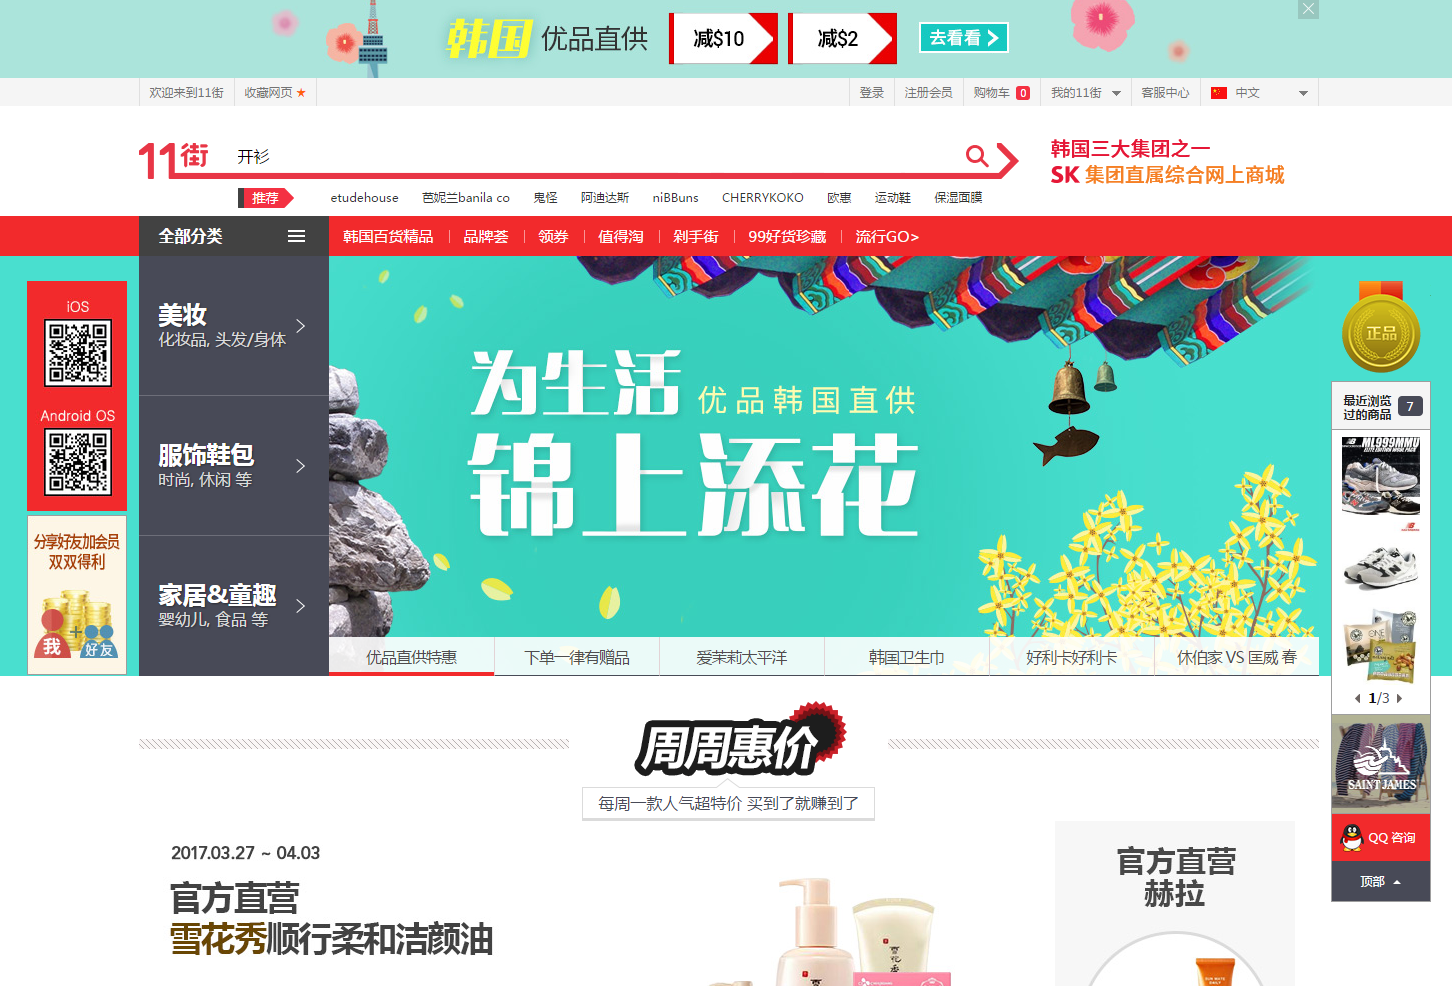 韩国 优品直供 减$10 减$2 去看看
欢迎来到11街 收藏网页 登录 注册会员 购物车 0 我的11街 客服中心 中文
11街 开衫
韩国三大集团之一
SK 集团直属综合网上商城
推荐 etudehouse 芭妮兰banila co 鬼怪 阿迪达斯 niBBuns CHERRYKOKO 欧惠 运动鞋 保湿面膜
全部分类 韩国百货精品 品牌荟 领券 值得淘 剁手街 99好货珍藏 流行GO>
iOS
Android OS
分享好友加会员
双双得利
我 + 好友
美妆
化妆品, 头发/身体
服饰鞋包
时尚, 休闲 等
家居&童趣
婴幼儿, 食品 等
为生活 优品韩国直供
锦上添花
优品直供特惠 下单一律有赠品 爱茉莉太平洋 韩国卫生巾 好利卡好利卡 休伯家 VS 匡威 春
正品
最近浏览
过的商品 7
ML999MMU
1/3
SAINT JAMES
QQ 咨询
顶部
周周惠价
每周一款人气超特价 买到了就赚到了
2017.03.27 ~ 04.03
官方直营
雪花秀顺行柔和洁颜油
官方直营
赫拉